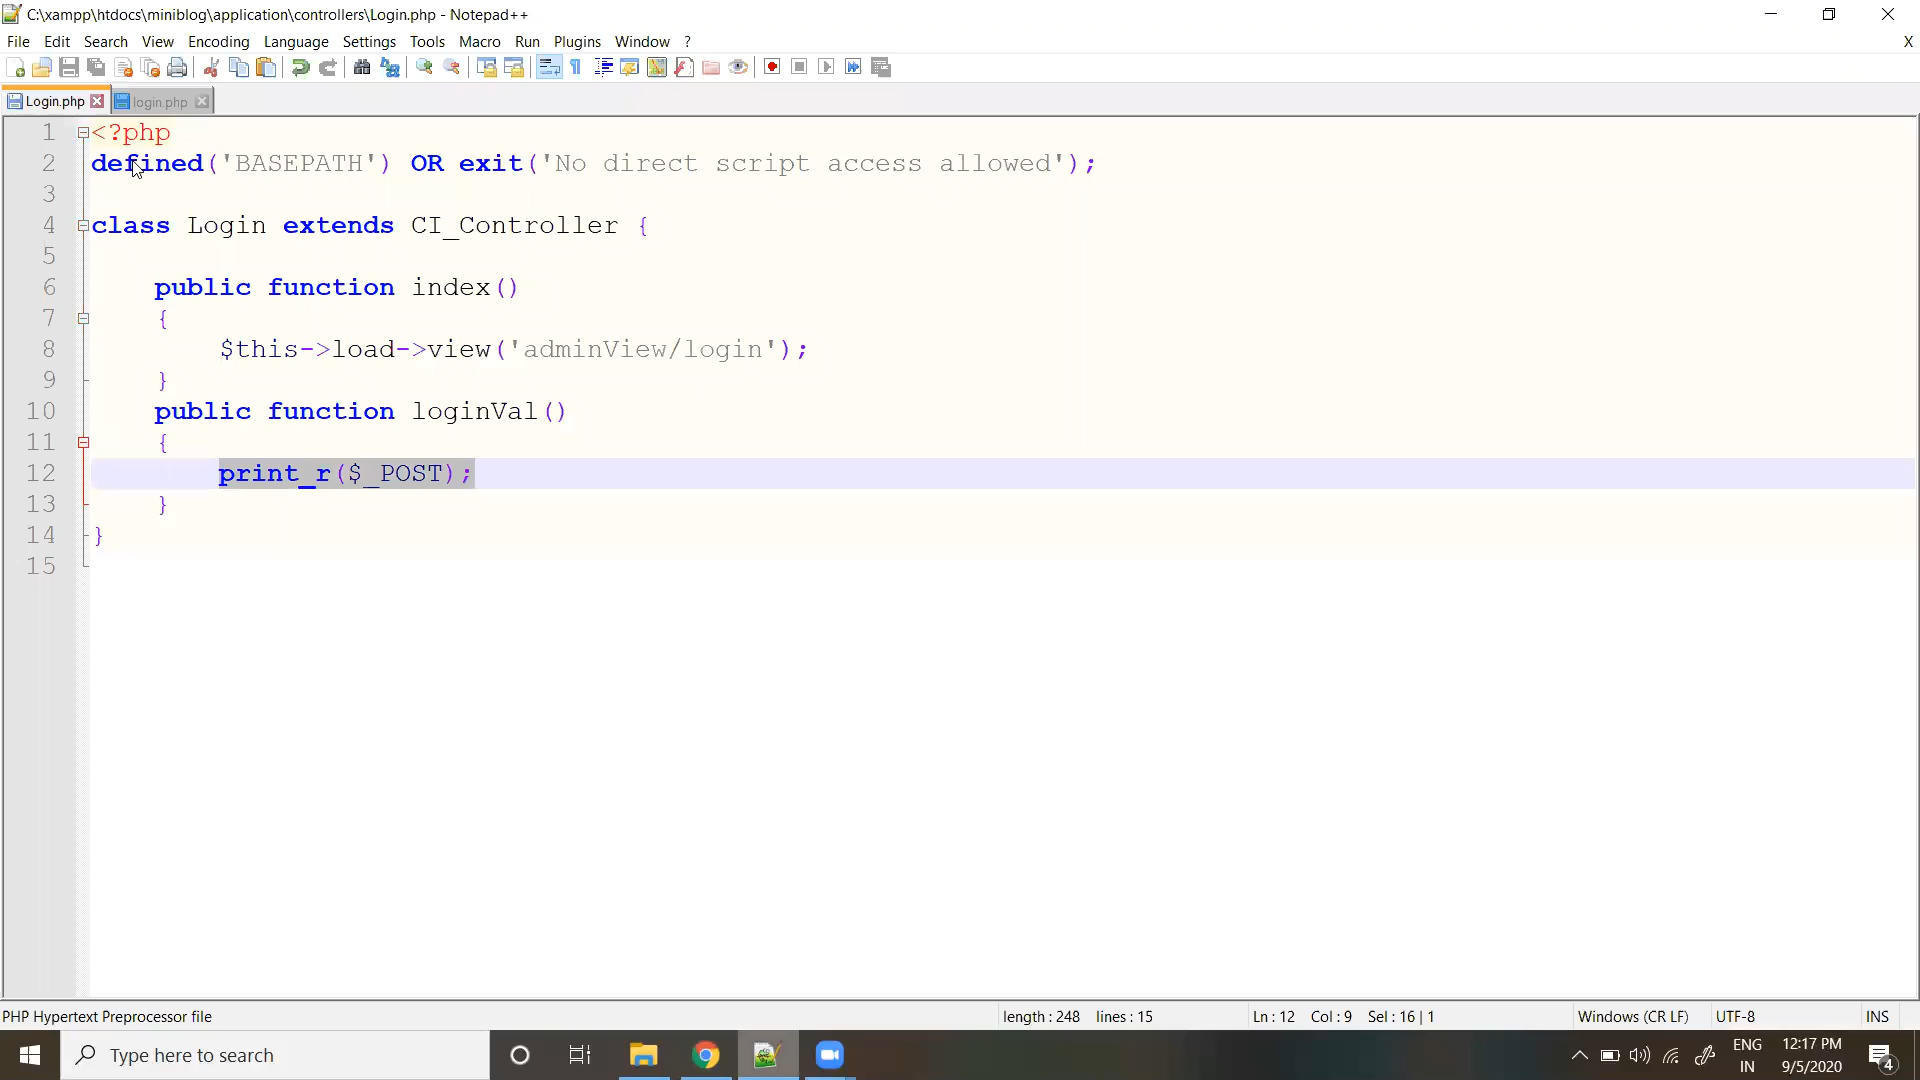 C:\xampp\htdocs\miniblog\application\controllers\Login.php - Notepad++
File Edit Search View Encoding Language Settings Tools Macro Run Plugins Window ? X
Login.php login.php
1 <?php
2 defined('BASEPATH') OR exit('No direct script access allowed');
3
4 class Login extends CI_Controller {
5
6 public function index()
7 {
8 $this->load->view('adminView/login');
9 }
10 public function loginVal()
11 {
12 print_r($_POST);
13 }
14 }
15
PHP Hypertext Preprocessor file length : 248 lines : 15 Ln : 12 Col : 9 Sel : 16 | 1 Windows (CR LF) UTF-8 INS
Type here to search
ENG
IN
12:17 PM
9/5/2020
4